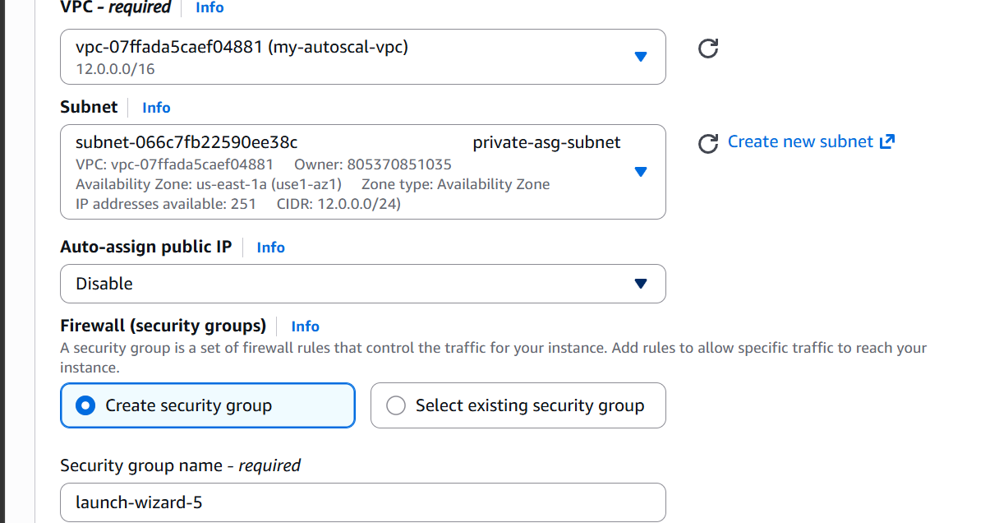 VPC - required Info
vpc-07ffada5caef04881 (my-autoscal-vpc)
12.0.0.0/16
Subnet Info
subnet-066c7fb22590ee38c private-asg-subnet
VPC: vpc-07ffada5caef04881 Owner: 805370851035
Availability Zone: us-east-1a (use1-az1) Zone type: Availability Zone
IP addresses available: 251 CIDR: 12.0.0.0/24)
Create new subnet
Auto-assign public IP Info
Disable
Firewall (security groups) Info
A security group is a set of firewall rules that control the traffic for your instance. Add rules to allow specific traffic to reach your
instance.
Create security group Select existing security group
Security group name - required
launch-wizard-5